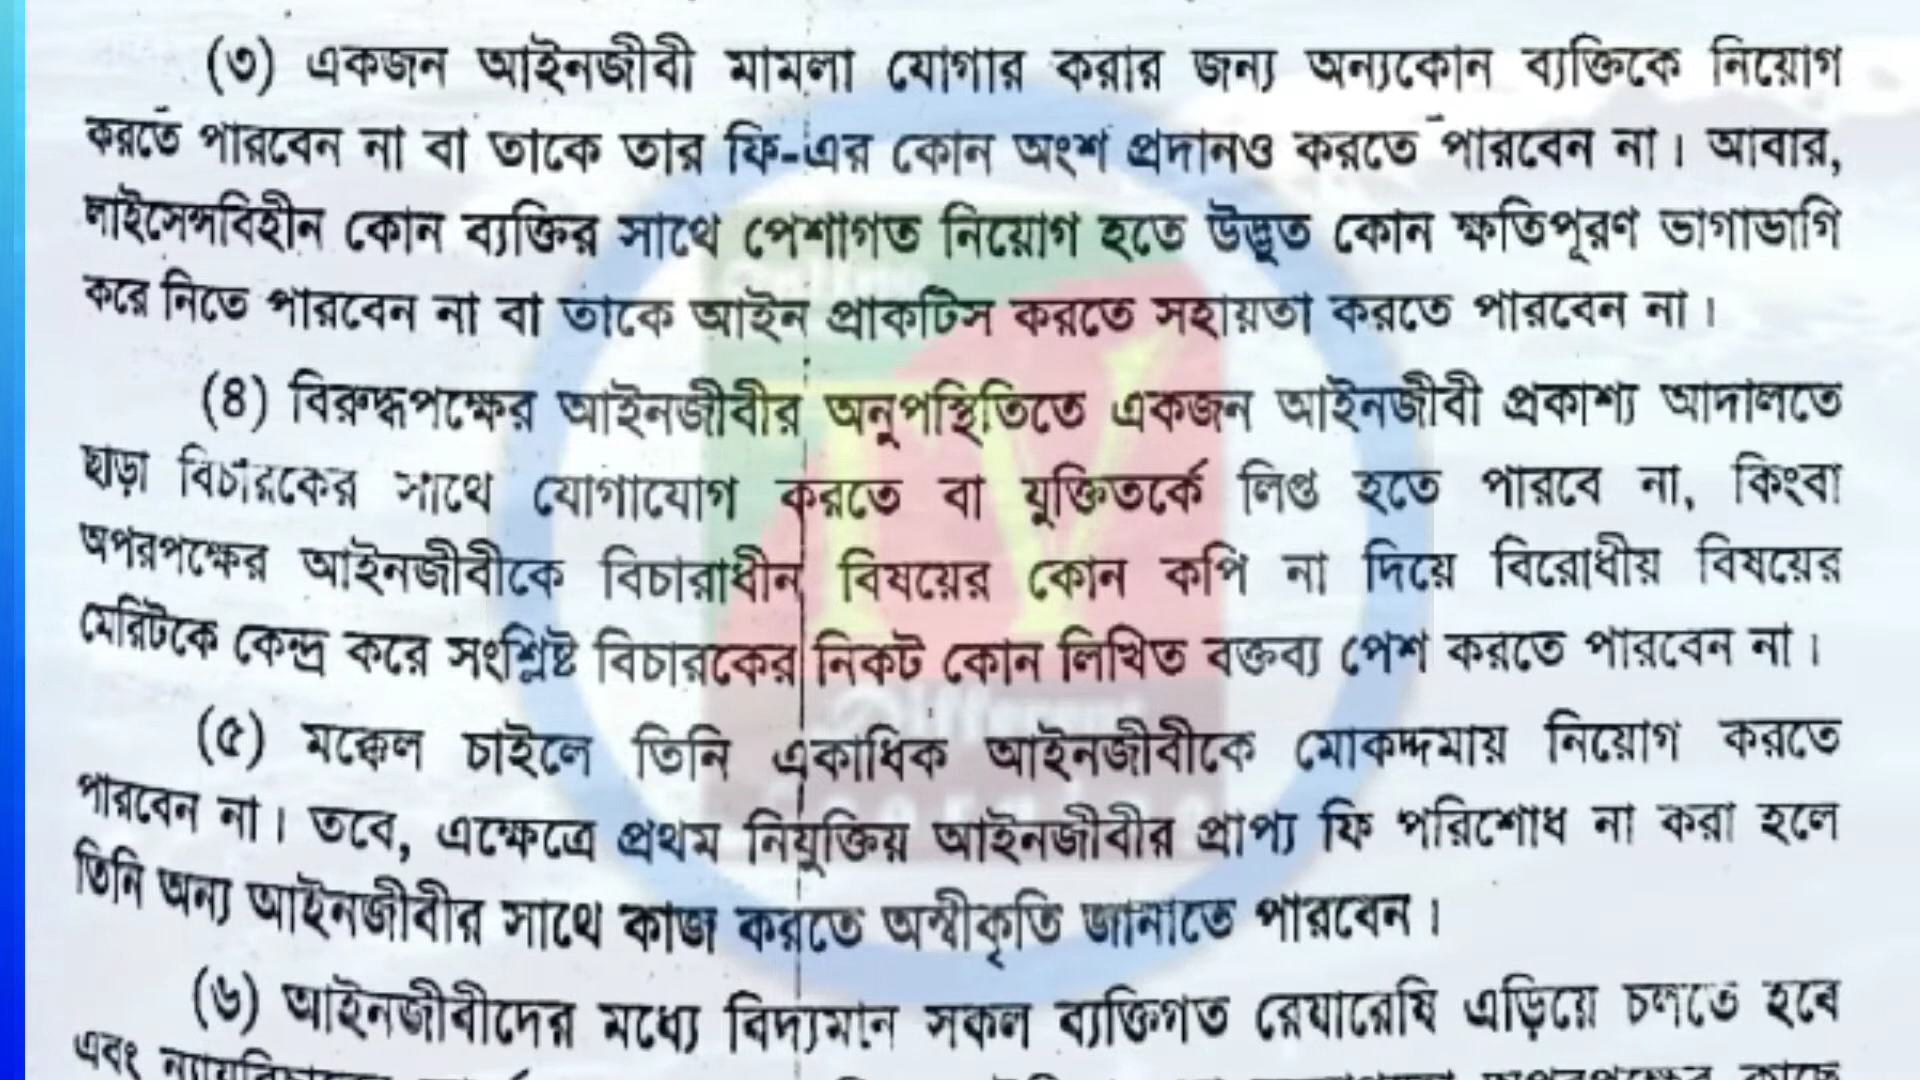 (৩) একজন আইনজীবী মামলা যোগার করার জন্য অন্যকোন ব্যক্তিকে নিয়োগ
করতে পারবেন না বা তাকে তার ফি-এর কোন অংশ প্রদানও করতে পারবেন না। আবার,
লাইসেন্সবিহীন কোন ব্যক্তির সাথে পেশাগত নিয়োগ হতে উদ্ভূত কোন ক্ষতিপূরণ ভাগাভাগি
করে নিতে পারবেন না বা তাকে আইন প্রাকটিস করতে সহায়তা করতে পারবেন না।
(৪) বিরুদ্ধপক্ষের আইনজীবীর অনুপস্থিতিতে একজন আইনজীবী প্রকাশ্য আদালতে
ছাড়া বিচারকের সাথে যোগাযোগ করতে বা যুক্তিতর্কে লিপ্ত হতে পারবে না, কিংবা
অপরপক্ষের আইনজীবীকে বিচারাধীন বিষয়ের কোন কপি না দিয়ে বিরোধীয় বিষয়ের
মেরিটকে কেন্দ্র করে সংশ্লিষ্ট বিচারকের নিকট কোন লিখিত বক্তব্য পেশ করতে পারবেন না।
(৫) মক্কেল চাইলে তিনি একাধিক আইনজীবীকে মোকদ্দমায় নিয়োগ করতে
পারবেন না। তবে, এক্ষেত্রে প্রথম নিযুক্তিয় আইনজীবীর প্রাপ্য ফি পরিশোধ না করা হলে
তিনি অন্য আইনজীবীর সাথে কাজ করতে অস্বীকৃতি জানাতে পারবেন।
(৬) আইনজীবীদের মধ্যে বিদ্যমান সকল ব্যক্তিগত রেষারেষি এড়িয়ে চলতে হবে
এবং
Online
TV
Different